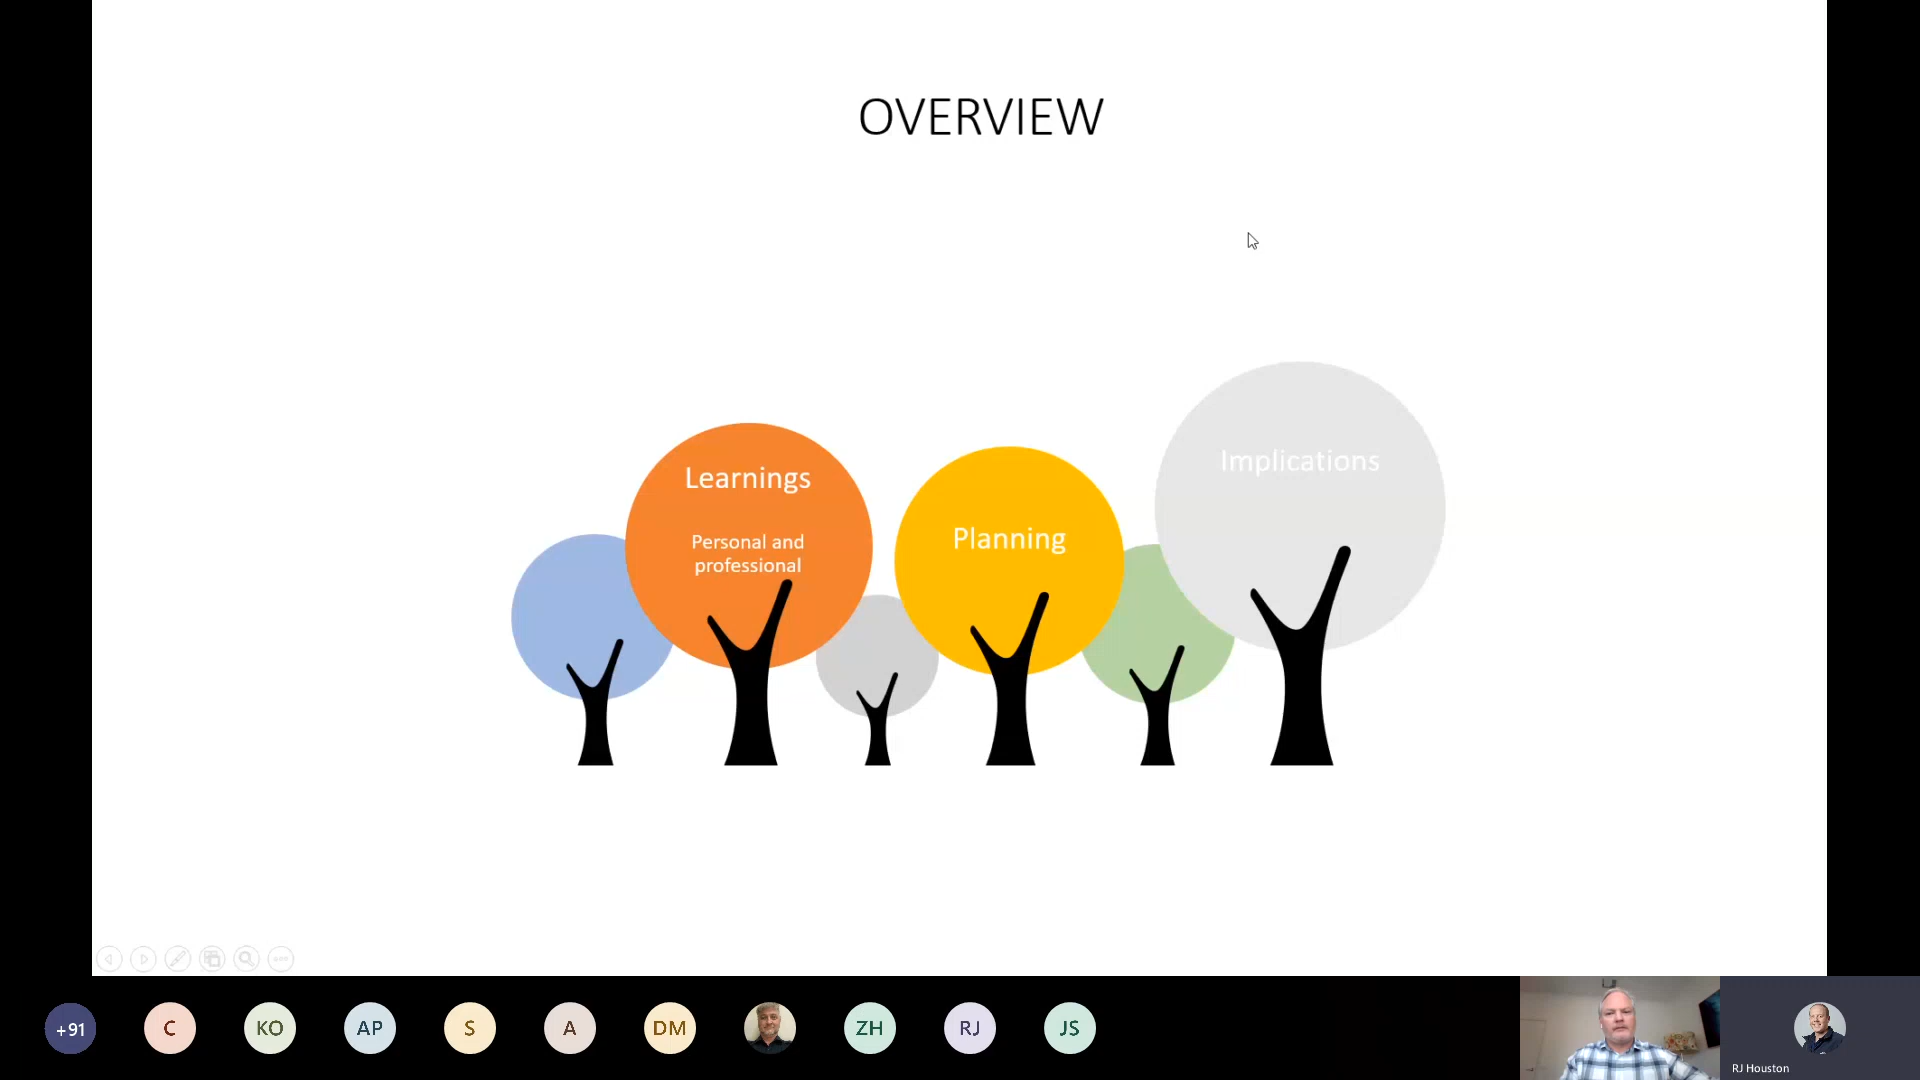 OVERVIEW
Learnings
Personal and
professional
Planning
Implications
+91
C
KO
AP
S
A
DM
ZH
RJ
JS
RJ Houston